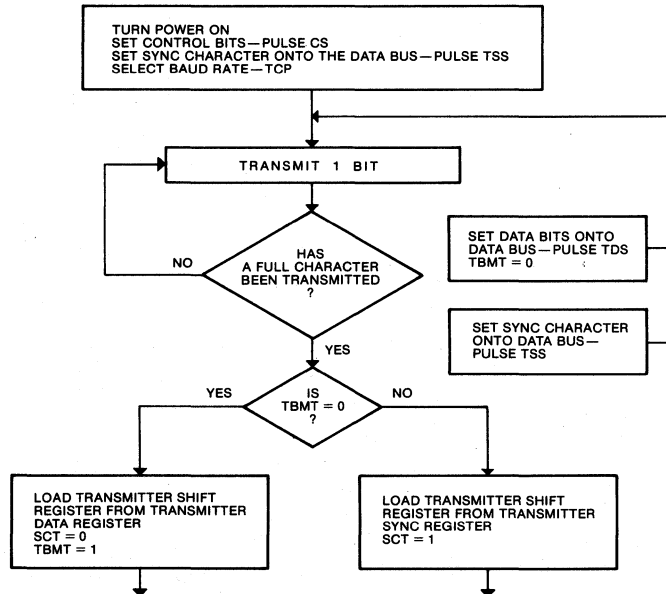 TURN POWER ON
SET CONTROL BITS—PULSE CS
SET SYNC CHARACTER ONTO THE DATA BUS—PULSE TSS
SELECT BAUD RATE—TCP
TRANSMIT 1 BIT
HAS
A FULL CHARACTER
BEEN TRANSMITTED
?
NO
YES
SET DATA BITS ONTO
DATA BUS—PULSE TDS
TBMT = 0
SET SYNC CHARACTER
ONTO DATA BUS—
PULSE TSS
YES
IS
TBMT = 0
?
NO
LOAD TRANSMITTER SHIFT
REGISTER FROM TRANSMITTER
DATA REGISTER
SCT = 0
TBMT = 1
LOAD TRANSMITTER SHIFT
REGISTER FROM TRANSMITTER
SYNC REGISTER
SCT = 1